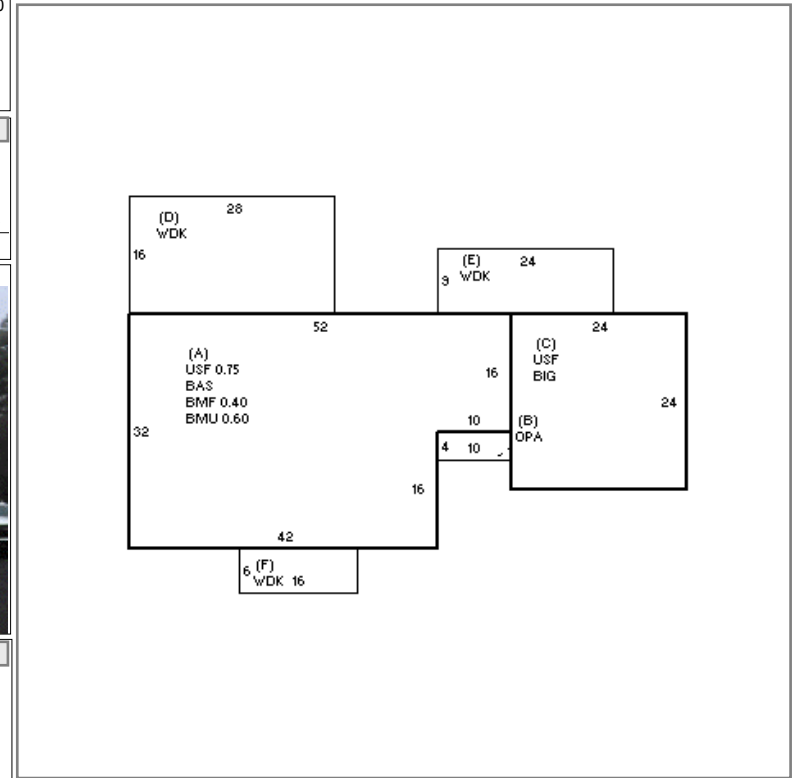 28
(D)
WDK
16
(E) 24
9 WDK
52
24
(A)
USF 0.75
BAS
BMF 0.40
BMU 0.60
16
(C)
USF
BIG
24
32
10
(B)
OPA
4 10
16
42
6 (F)
WDK 16